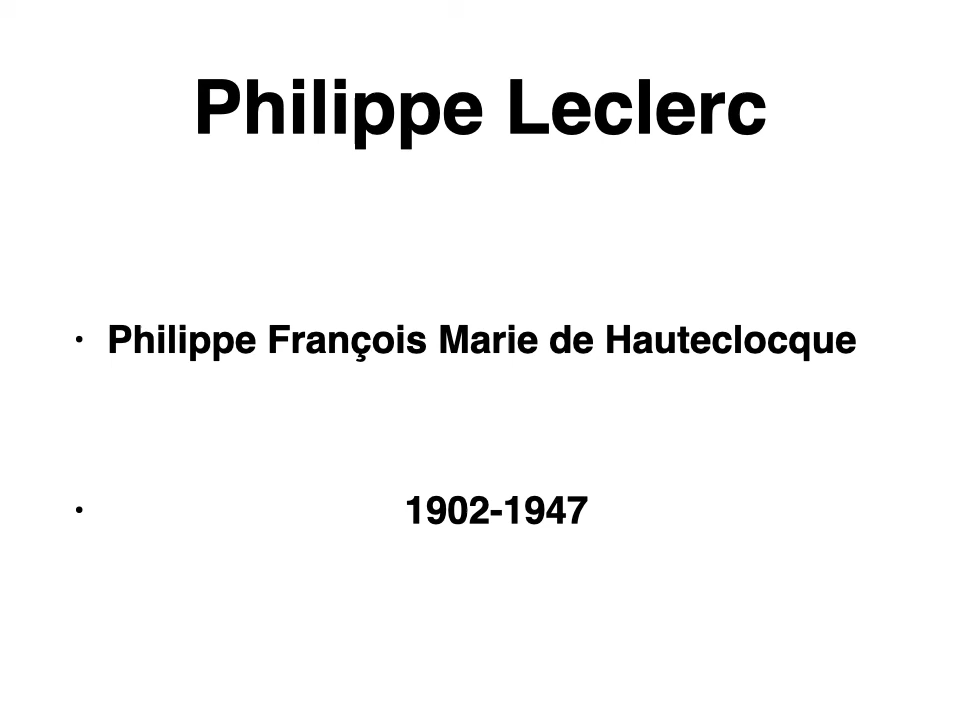 Philippe Leclerc
• Philippe François Marie de Hauteclocque
• 1902-1947